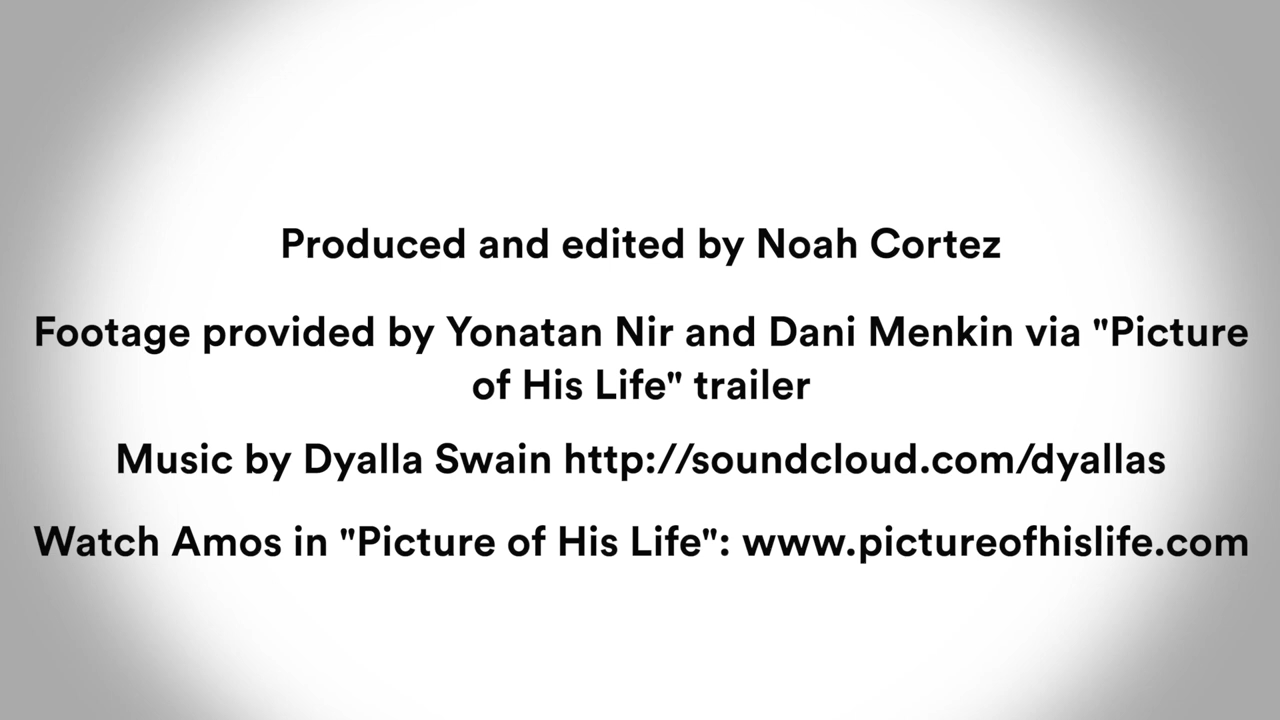 Produced and edited by Noah Cortez
Footage provided by Yonatan Nir and Dani Menkin via "Picture
of His Life" trailer
Music by Dyalla Swain http://soundcloud.com/dyallas
Watch Amos in "Picture of His Life": www.pictureofhislife.com